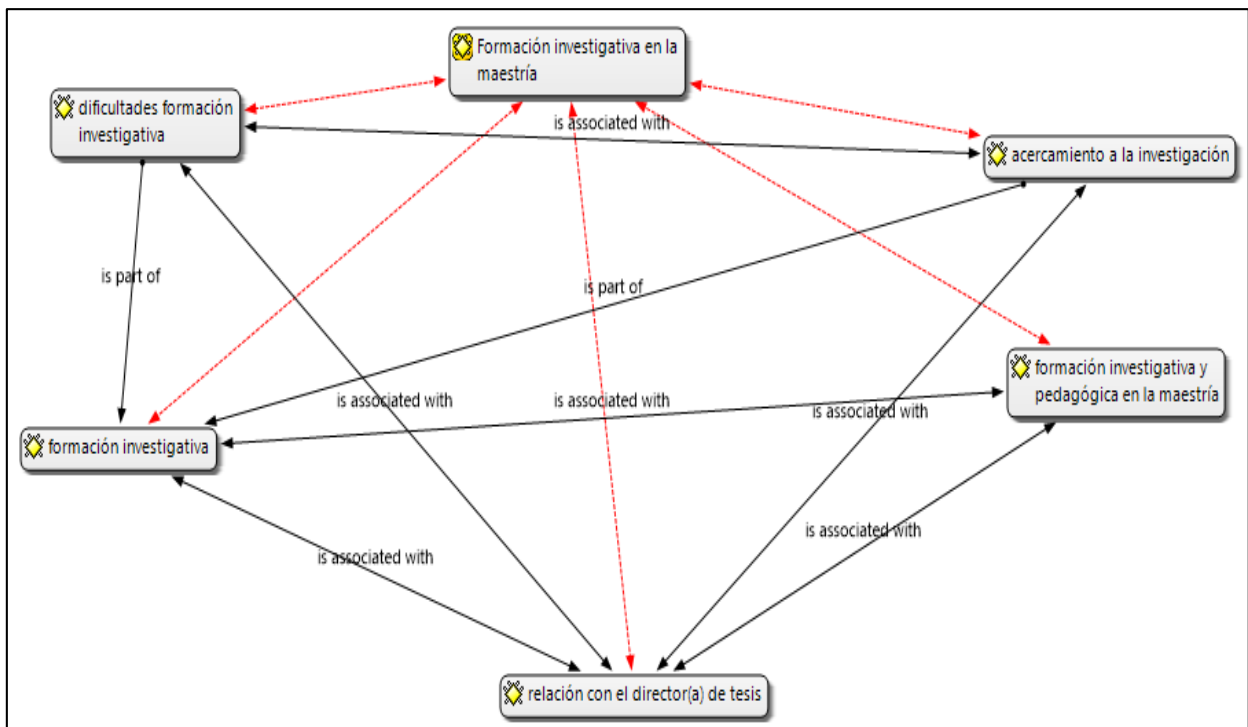 Formación investigativa en la
maestría
dificultades formación
investigativa
is associated with
acercamiento a la investigación
is part of
is part of
formación investigativa y
pedagógica en la maestría
is associated with
is associated with
is associated with
formación investigativa
is associated with
is associated with
relación con el director(a) de tesis